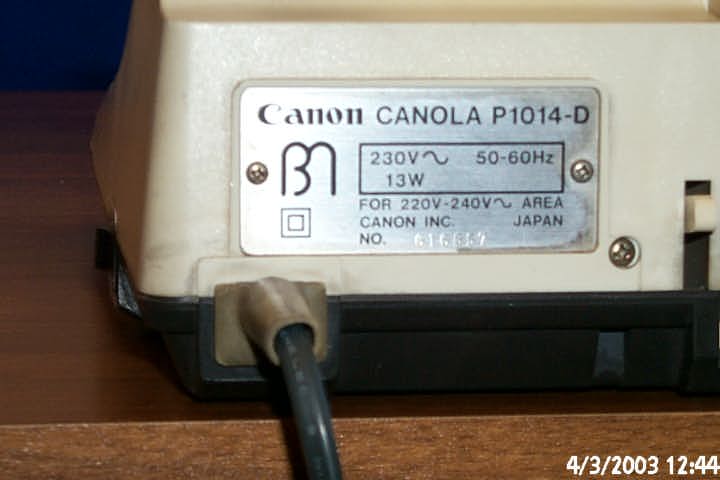 Canon CANOLA P1014-D
230V~ 50-60Hz
13W
FOR 220V-240V~ AREA
CANON INC. JAPAN
NO.
4/3/2003 12:44